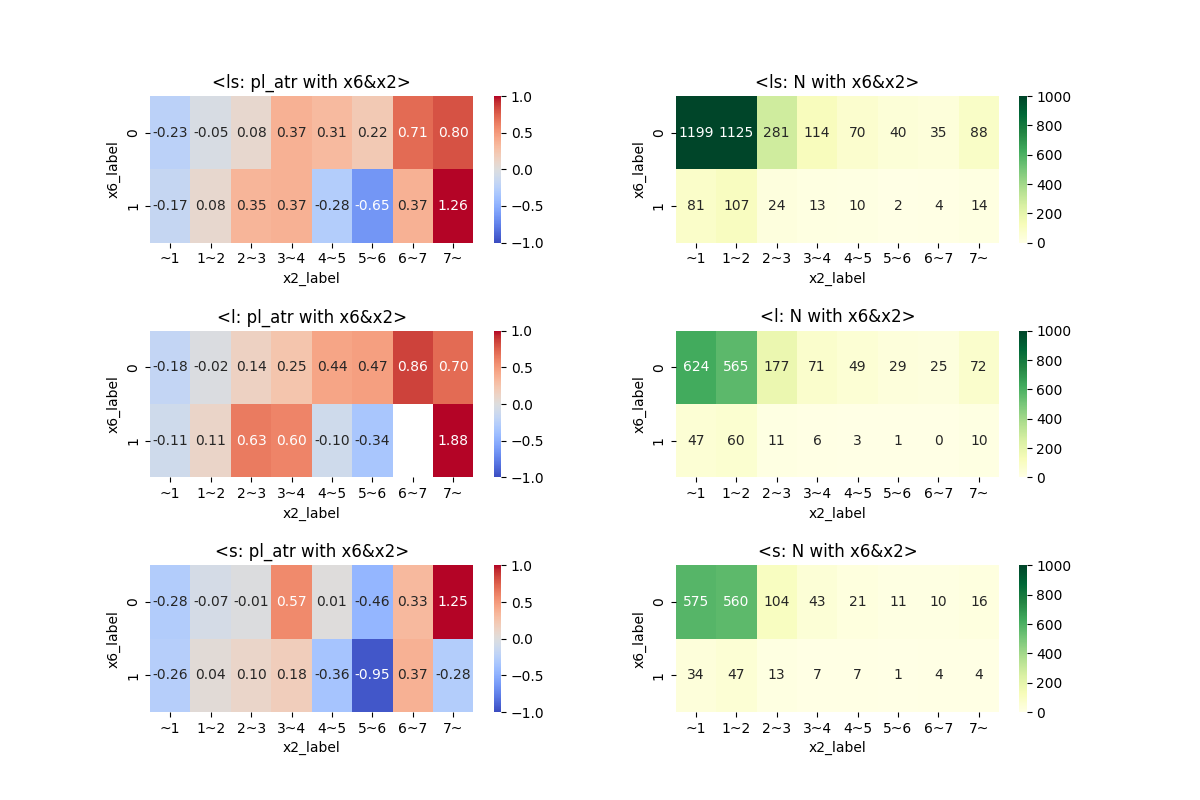 <ls: pl_atr with x6&x2>
x6_label
0 -0.23 -0.05 0.08 0.37 0.31 0.22 0.71 0.80
1 -0.17 0.08 0.35 0.37 -0.28 -0.65 0.37 1.26
~1 1~2 2~3 3~4 4~5 5~6 6~7 7~
x2_label
1.0
0.5
0.0
−0.5
−1.0
<ls: N with x6&x2>
x6_label
0 1199 1125 281 114 70 40 35 88
1 81 107 24 13 10 2 4 14
~1 1~2 2~3 3~4 4~5 5~6 6~7 7~
x2_label
1000
800
600
400
200
0
<l: pl_atr with x6&x2>
x6_label
0 -0.18 -0.02 0.14 0.25 0.44 0.47 0.86 0.70
1 -0.11 0.11 0.63 0.60 -0.10 -0.34 1.88
~1 1~2 2~3 3~4 4~5 5~6 6~7 7~
x2_label
1.0
0.5
0.0
−0.5
−1.0
<l: N with x6&x2>
x6_label
0 624 565 177 71 49 29 25 72
1 47 60 11 6 3 1 0 10
~1 1~2 2~3 3~4 4~5 5~6 6~7 7~
x2_label
1000
800
600
400
200
0
<s: pl_atr with x6&x2>
x6_label
0 -0.28 -0.07 -0.01 0.57 0.01 -0.46 0.33 1.25
1 -0.26 0.04 0.10 0.18 -0.36 -0.95 0.37 -0.28
~1 1~2 2~3 3~4 4~5 5~6 6~7 7~
x2_label
1.0
0.5
0.0
−0.5
−1.0
<s: N with x6&x2>
x6_label
0 575 560 104 43 21 11 10 16
1 34 47 13 7 7 1 4 4
~1 1~2 2~3 3~4 4~5 5~6 6~7 7~
x2_label
1000
800
600
400
200
0